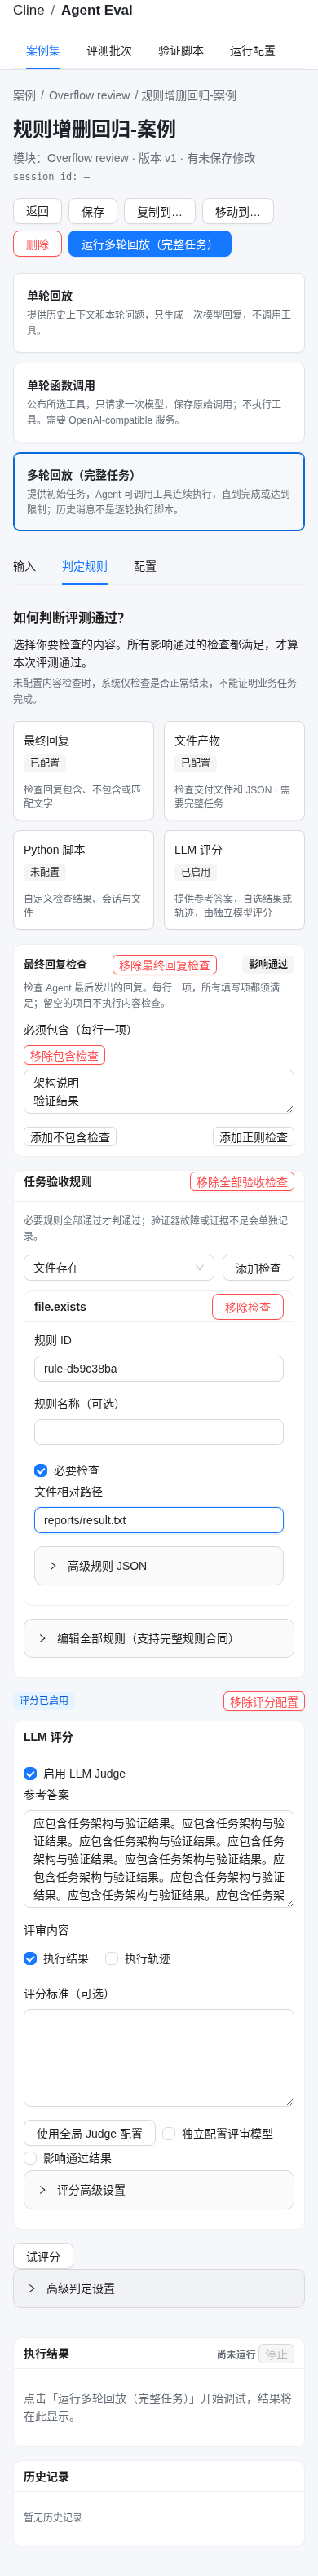 Cline / Agent Eval
案例集 评测批次 验证脚本 运行配置
案例 / Overflow review / 规则增删回归-案例
规则增删回归-案例
模块：Overflow review · 版本 v1 · 有未保存修改
session_id: —
返回 保存 复制到… 移动到…
删除 运行多轮回放（完整任务）
单轮回放
提供历史上下文和本轮问题，只生成一次模型回复，不调用工
具。
单轮函数调用
公布所选工具，只请求一次模型，保存原始调用；不执行工
具。需要 OpenAI-compatible 服务。
多轮回放（完整任务）
提供初始任务，Agent 可调用工具连续执行，直到完成或达到
限制；历史消息不是逐轮执行脚本。
输入 判定规则 配置
如何判断评测通过？
选择你要检查的内容。所有影响通过的检查都满足，才算
本次评测通过。
未配置内容检查时，系统仅检查是否正常结束，不能证明业务任务
完成。
最终回复
已配置
检查回复包含、不包含或匹
配文字
文件产物
已配置
检查交付文件和 JSON · 需
要完整任务
Python 脚本
未配置
自定义检查结果、会话与文
件
LLM 评分
已启用
提供参考答案，自选结果或
轨迹，由独立模型评分
最终回复检查 移除最终回复检查 影响通过
检查 Agent 最后发出的回复。每行一项，所有填写项都须满
足；留空的项目不执行内容检查。
必须包含（每行一项）
移除包含检查
架构说明
验证结果
添加不包含检查 添加正则检查
任务验收规则 移除全部验收检查
必要规则全部通过才判通过；验证器故障或证据不足会单独记
录。
文件存在 添加检查
file.exists 移除检查
规则 ID
rule-d59c38ba
规则名称（可选）
必要检查
文件相对路径
reports/result.txt
高级规则 JSON
编辑全部规则（支持完整规则合同）
评分已启用 移除评分配置
LLM 评分
启用 LLM Judge
参考答案
应包含任务架构与验证结果。应包含任务架构与验
证结果。应包含任务架构与验证结果。应包含任务
架构与验证结果。应包含任务架构与验证结果。应
包含任务架构与验证结果。应包含任务架构与验证
结果。应包含任务架构与验证结果。应包含任务架
评审内容
执行结果 执行轨迹
评分标准（可选）
使用全局 Judge 配置 独立配置评审模型
影响通过结果
评分高级设置
试评分
高级判定设置
执行结果 尚未运行 停止
点击「运行多轮回放（完整任务）」开始调试，结果将
在此显示。
历史记录
暂无历史记录